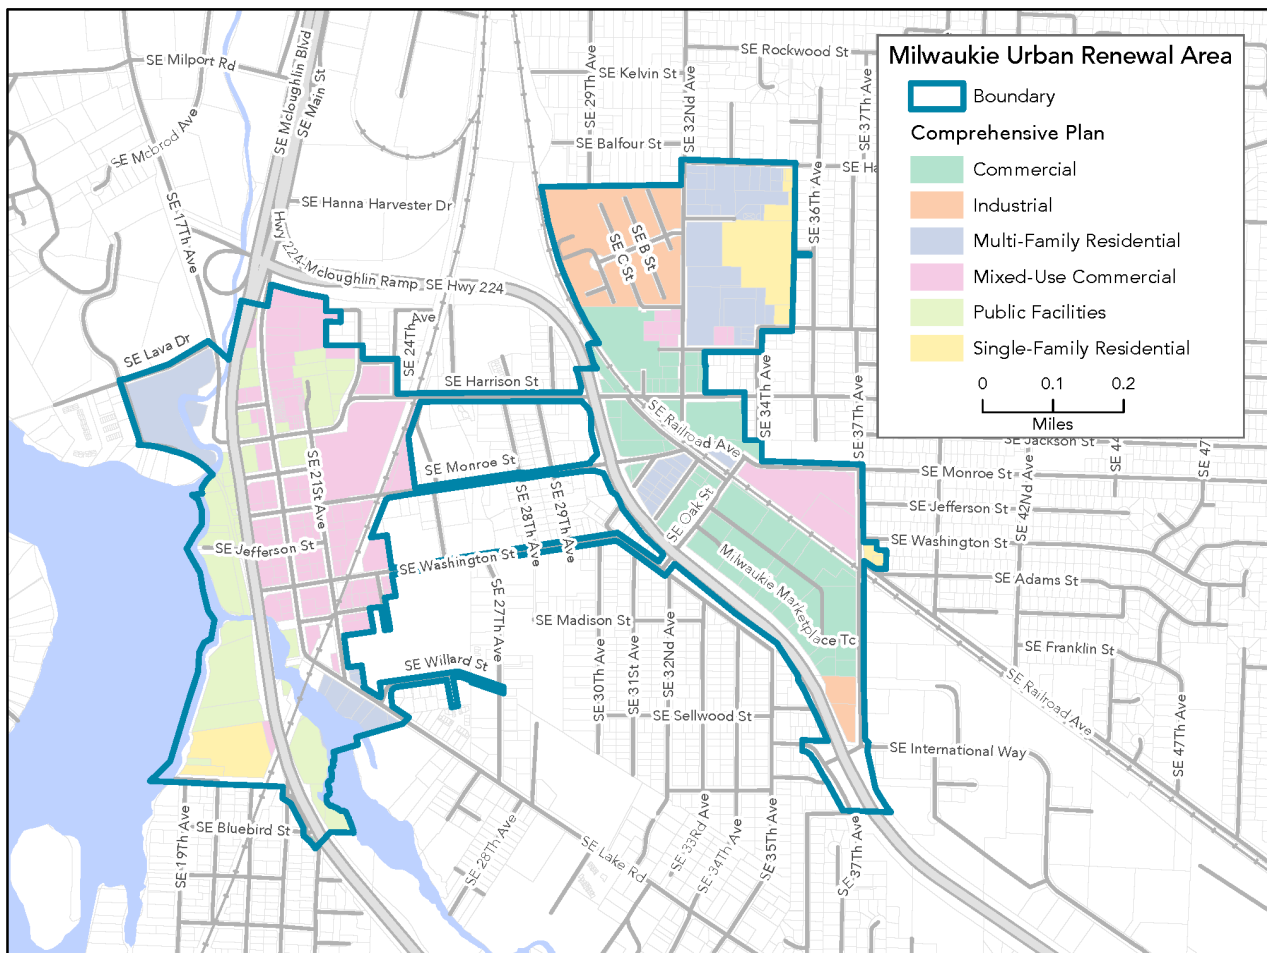 Milwaukie Urban Renewal Area
Boundary
Comprehensive Plan
Commercial
Industrial
Multi-Family Residential
Mixed-Use Commercial
Public Facilities
Single-Family Residential
0 0.1 0.2
Miles
SE Milport Rd
SE Mcbrod Ave
SE 17Th Ave
SE Mcloughlin Blvd
SE Main St
SE Hanna Harvester Dr
Hwy 224-Mcloughlin Ramp
SE Hwy 224
SE Lava Dr
SE 24Th Ave
SE Harrison St
SE Monroe St
SE 21St Ave
SE Jefferson St
SE Washington St
SE 28Th Ave
SE 29Th Ave
SE 27Th Ave
SE Willard St
SE Bluebird St
SE 19Th Ave
SE 28Th Ave
SE Lake Rd
SE Rockwood St
SE Kelvin St
SE 29Th Ave
SE 32Nd Ave
SE Balfour St
SE 37Th Ave
SE 36Th Ave
SE Ha
SE B St
SE C St
SE 34Th Ave
SE 37Th Ave
SE Railroad Ave
SE Oak St
Milwaukie Marketplace Tc
SE Madison St
SE 30Th Ave
SE 31St Ave
SE 32Nd Ave
SE Sellwood St
SE 33Rd Ave
SE 34Th Ave
SE 35Th Ave
SE 37Th Ave
SE International Way
SE Jackson St
SE 44
SE 47
SE Monroe St
SE 42Nd Ave
SE Jefferson St
SE Washington St
SE Adams St
SE Franklin St
SE Railroad Ave
SE 47Th Ave